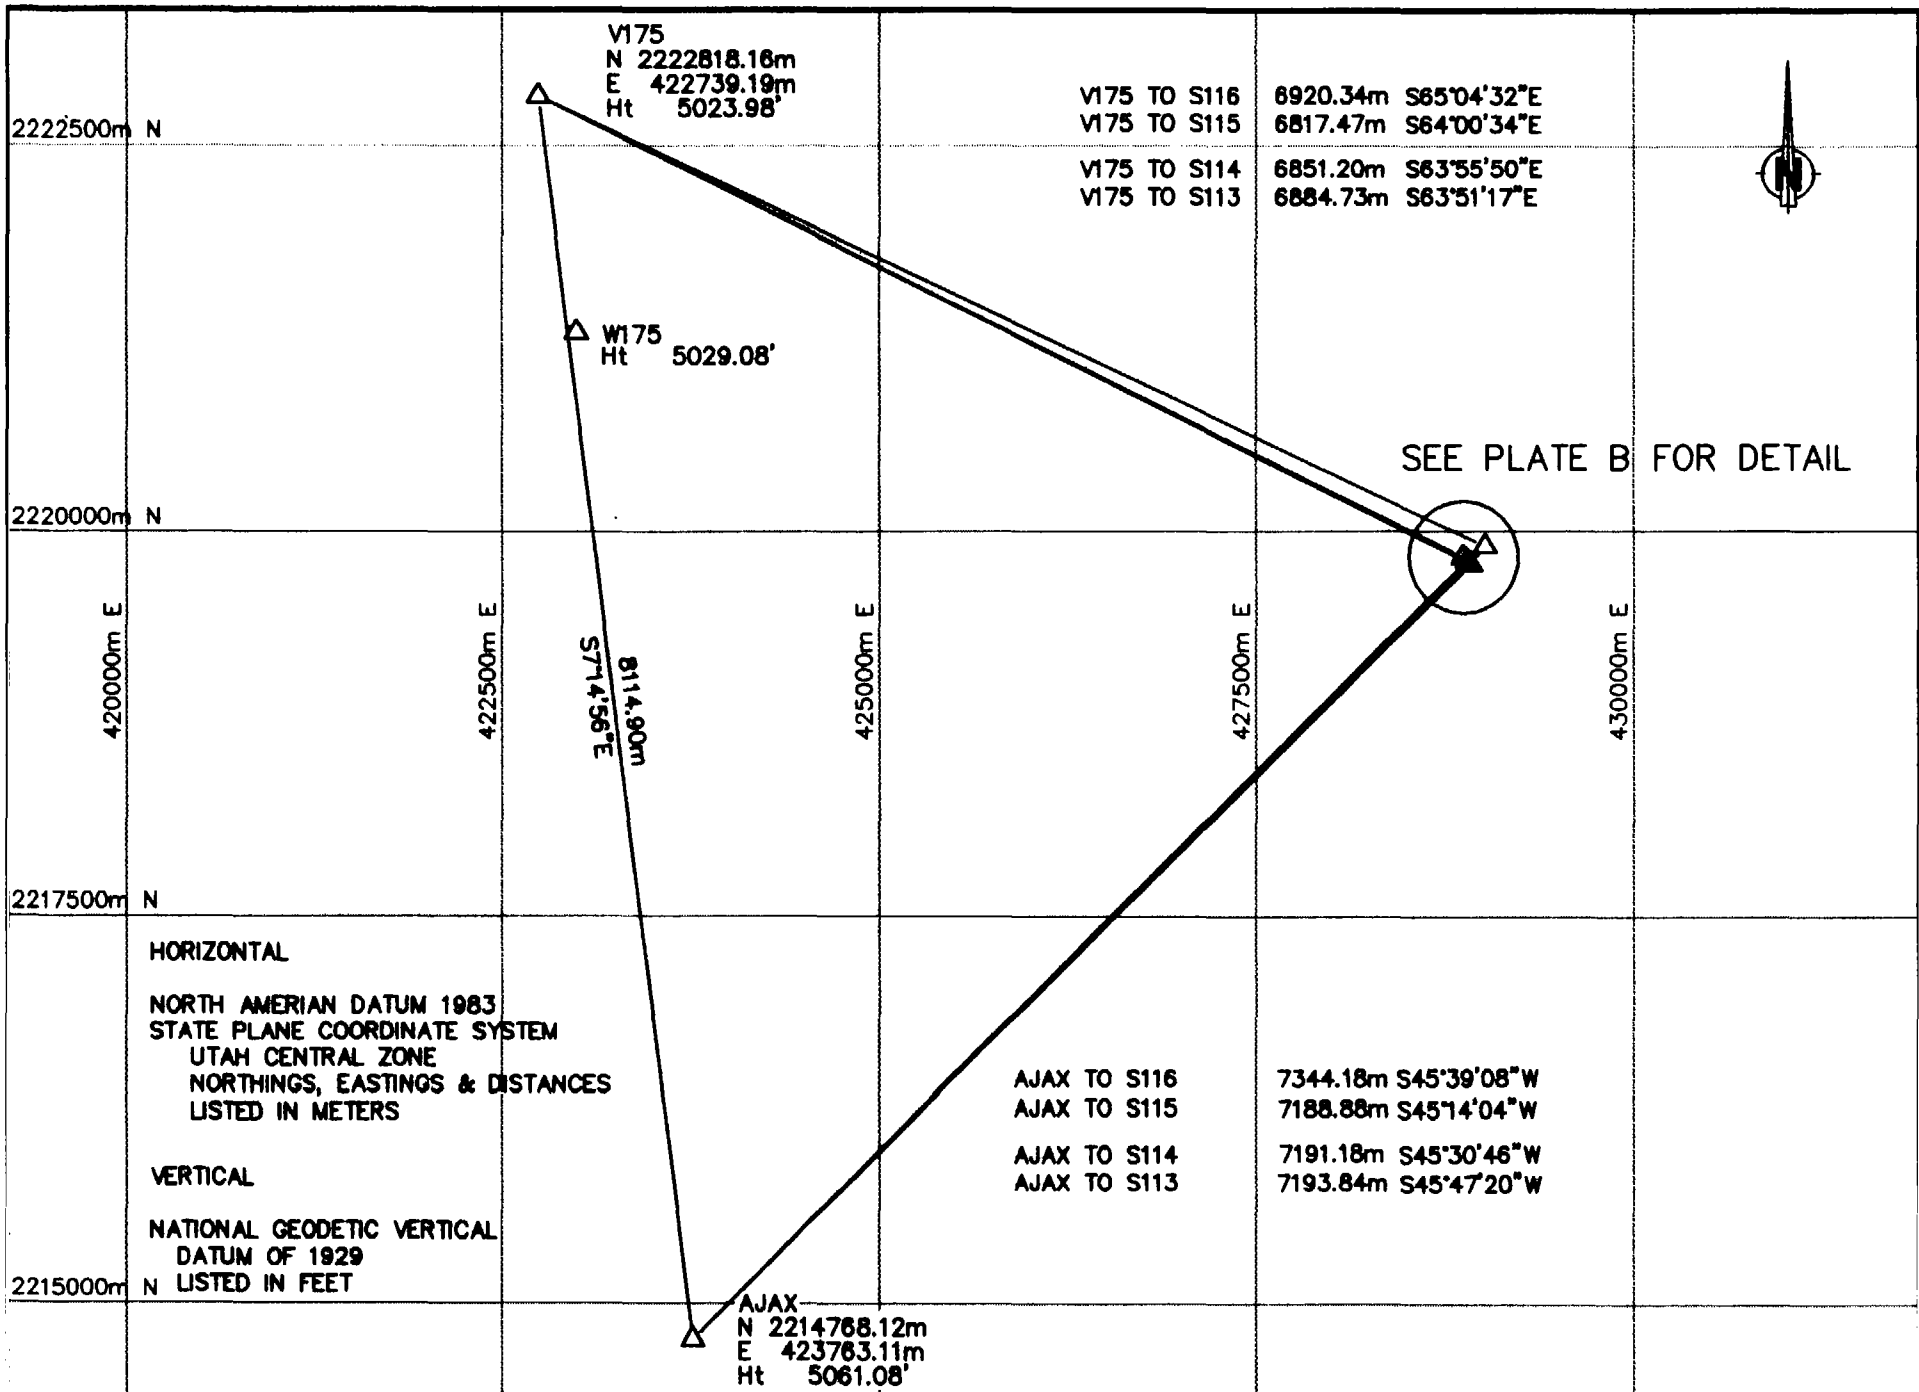 V175
N 2222818.16m
E 422739.19m
Ht 5023.98'
V175 TO S116 6920.34m S65°04'32"E
V175 TO S115 6817.47m S64°00'34"E
V175 TO S114 6851.20m S63°55'50"E
V175 TO S113 6884.73m S63°51'17"E
N
2222500m N
W175
Ht 5029.08'
SEE PLATE B FOR DETAIL
2220000m N
420000m E
422500m E
425000m E
427500m E
430000m E
8114.90m
S7°14'56"E
2217500m N
HORIZONTAL
NORTH AMERIAN DATUM 1983
STATE PLANE COORDINATE SYSTEM
UTAH CENTRAL ZONE
NORTHINGS, EASTINGS & DISTANCES
LISTED IN METERS
VERTICAL
NATIONAL GEODETIC VERTICAL
DATUM OF 1929
LISTED IN FEET
AJAX TO S116 7344.18m S45°39'08"W
AJAX TO S115 7188.88m S45°14'04"W
AJAX TO S114 7191.18m S45°30'46"W
AJAX TO S113 7193.84m S45°47'20"W
2215000m N
AJAX
N 2214768.12m
E 423763.11m
Ht 5061.08'